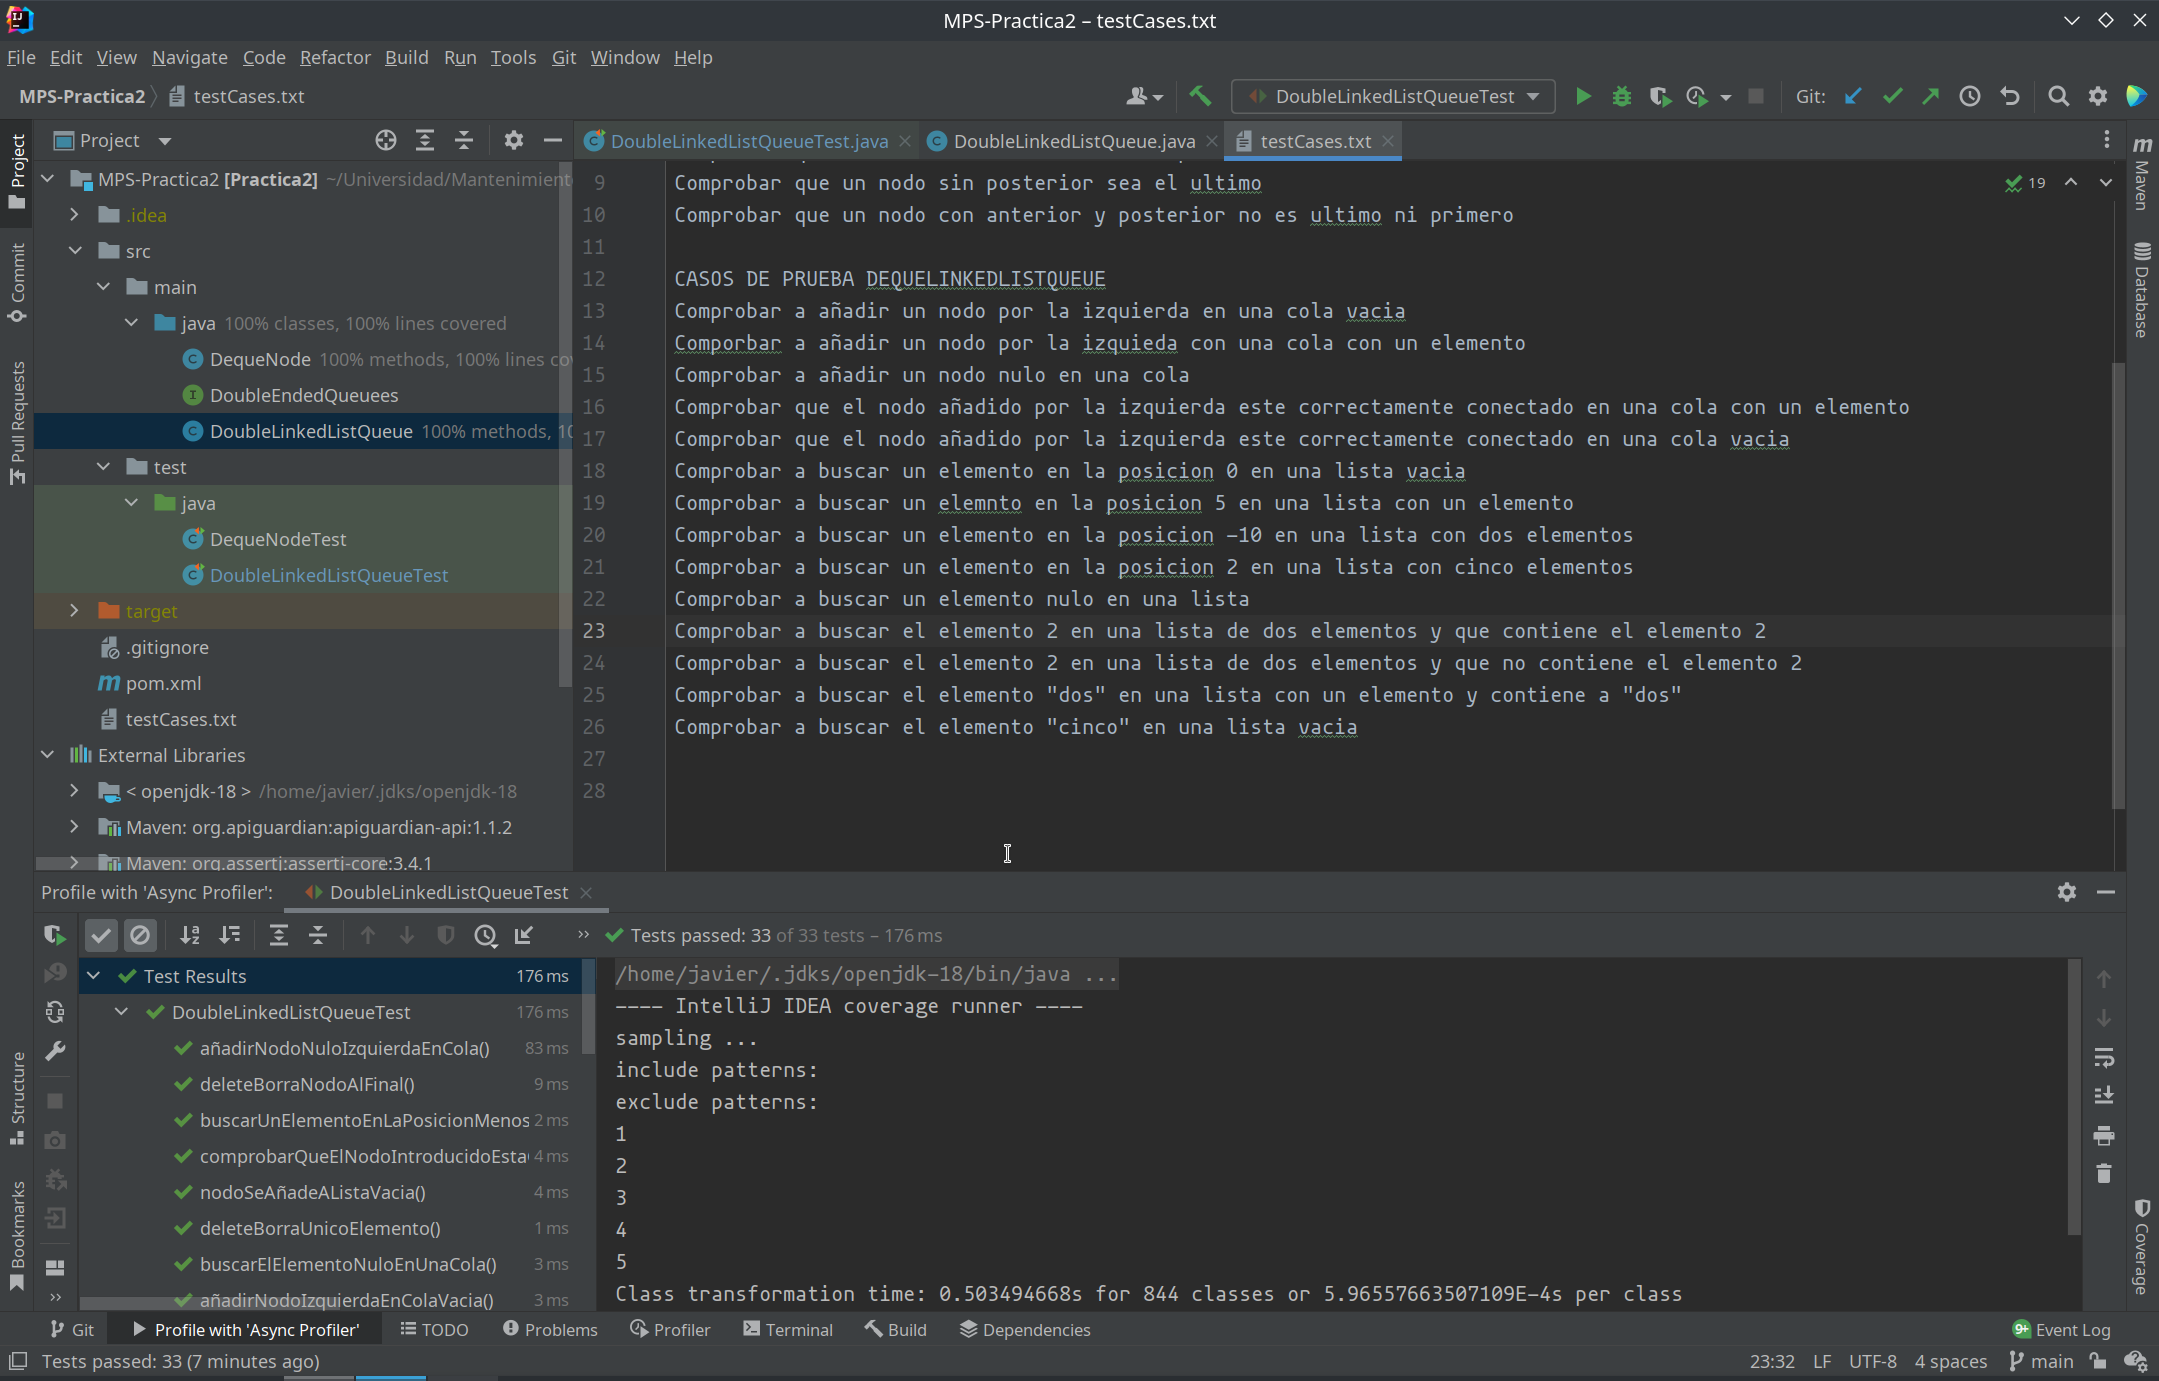 MPS-Practica2 – testCases.txt
File Edit View Navigate Code Refactor Build Run Tools Git Window Help
MPS-Practica2 testCases.txt
DoubleLinkedListQueueTest
Git:
Project
DoubleLinkedListQueueTest.java
DoubleLinkedListQueue.java
testCases.txt
Project
Commit
Pull Requests
Structure
Bookmarks
MPS-Practica2 [Practica2] ~/Universidad/Mantenimient
.idea
src
main
java 100% classes, 100% lines covered
DequeNode 100% methods, 100% lines co
DoubleEndedQueuees
DoubleLinkedListQueue 100% methods, 10
test
java
DequeNodeTest
DoubleLinkedListQueueTest
target
.gitignore
pom.xml
testCases.txt
External Libraries
< openjdk-18 > /home/javier/.jdks/openjdk-18
Maven: org.apiguardian:apiguardian-api:1.1.2
Maven: org.assertj:assertj-core:3.4.1
9 Comprobar que un nodo sin posterior sea el ultimo
10 Comprobar que un nodo con anterior y posterior no es ultimo ni primero
11
12 CASOS DE PRUEBA DEQUELINKEDLISTQUEUE
13 Comprobar a añadir un nodo por la izquierda en una cola vacia
14 Comporbar a añadir un nodo por la izquieda con una cola con un elemento
15 Comprobar a añadir un nodo nulo en una cola
16 Comprobar que el nodo añadido por la izquierda este correctamente conectado en una cola con un elemento
17 Comprobar que el nodo añadido por la izquierda este correctamente conectado en una cola vacia
18 Comprobar a buscar un elemento en la posicion 0 en una lista vacia
19 Comprobar a buscar un elemnto en la posicion 5 en una lista con un elemento
20 Comprobar a buscar un elemento en la posicion -10 en una lista con dos elementos
21 Comprobar a buscar un elemento en la posicion 2 en una lista con cinco elementos
22 Comprobar a buscar un elemento nulo en una lista
23 Comprobar a buscar el elemento 2 en una lista de dos elementos y que contiene el elemento 2
24 Comprobar a buscar el elemento 2 en una lista de dos elementos y que no contiene el elemento 2
25 Comprobar a buscar el elemento "dos" en una lista con un elemento y contiene a "dos"
26 Comprobar a buscar el elemento "cinco" en una lista vacia
27
28
19
Maven
Database
Coverage
Profile with 'Async Profiler': DoubleLinkedListQueueTest
Tests passed: 33 of 33 tests – 176 ms
Test Results 176 ms
DoubleLinkedListQueueTest 176 ms
añadirNodoNuloIzquierdaEnCola() 83 ms
deleteBorraNodoAlFinal() 9 ms
buscarUnElementoEnLaPosicionMenos 2 ms
comprobarQueElNodoIntroducidoEsta 4 ms
nodoSeAñadeAListaVacia() 4 ms
deleteBorraUnicoElemento() 1 ms
buscarElElementoNuloEnUnaCola() 3 ms
añadirNodoIzquierdaEnColaVacia() 3 ms
/home/javier/.jdks/openjdk-18/bin/java ...
---- IntelliJ IDEA coverage runner ----
sampling ...
include patterns:
exclude patterns:
1
2
3
4
5
Class transformation time: 0.503494668s for 844 classes or 5.96557663507109E-4s per class
Git Profile with 'Async Profiler' TODO Problems Profiler Terminal Build Dependencies 9+ Event Log
Tests passed: 33 (7 minutes ago) 23:32 LF UTF-8 4 spaces main